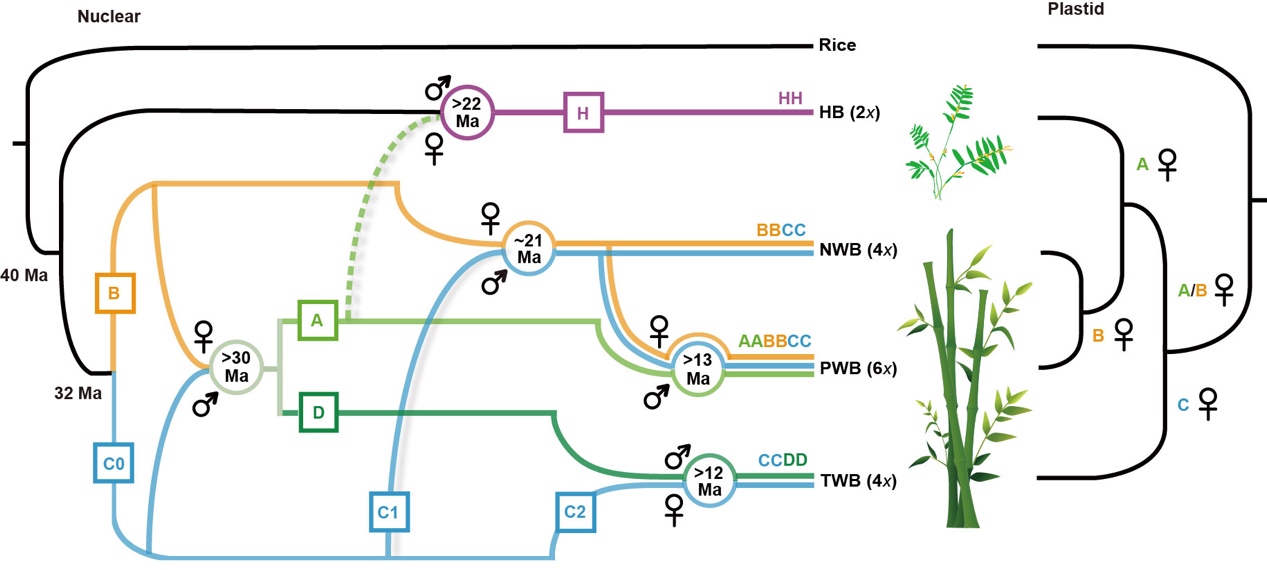 Nuclear
Plastid
Rice
♂
>22
Ma
♀
H
HH
HB (2x)
A ♀
♀
~21
Ma
♂
BBCC
NWB (4x)
40 Ma
B
A
♀
>30
Ma
♂
♀
>13
Ma
♂
AABBCC
PWB (6x)
A/B ♀
B ♀
32 Ma
D
C ♀
C0
C1
C2
♂
>12
Ma
♀
CCDD
TWB (4x)